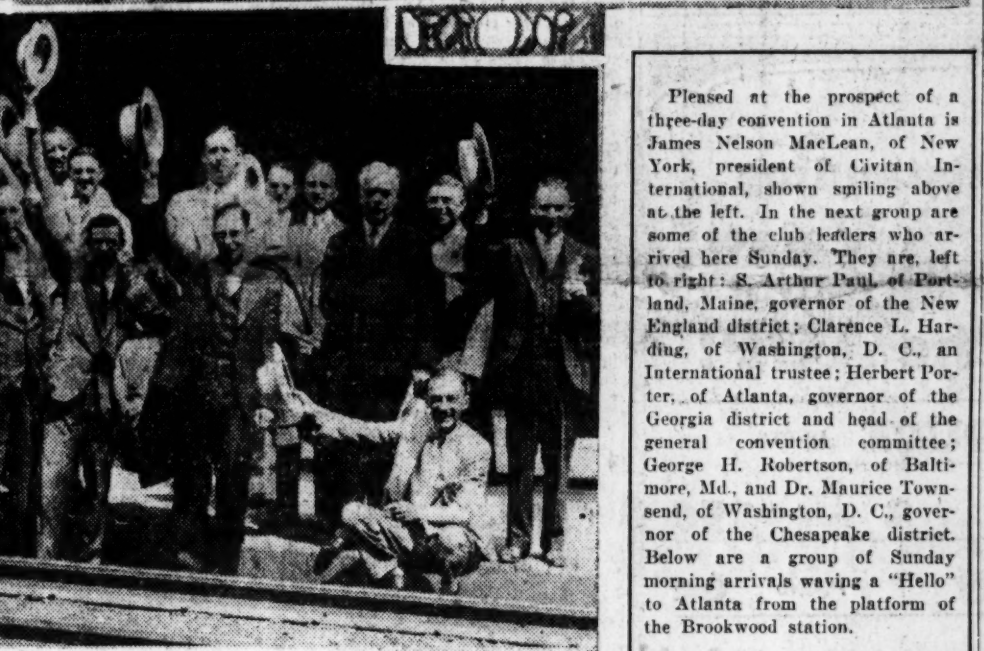 Pleased at the prospect of a
three-day convention in Atlanta is
James Nelson MacLean, of New
York, president of Civitan In-
ternational, shown smiling above
at the left. In the next group are
some of the club leaders who ar-
rived here Sunday. They are, left
to right: S. Arthur Paul, of Port-
land, Maine, governor of the New
England district; Clarence L. Har-
ding, of Washington, D. C., an
International trustee; Herbert Por-
ter, of Atlanta, governor of the
Georgia district and head of the
general convention committee;
George H. Robertson, of Balti-
more, Md., and Dr. Maurice Town-
send, of Washington, D. C., gover-
nor of the Chesapeake district.
Below are a group of Sunday
morning arrivals waving a "Hello"
to Atlanta from the platform of
the Brookwood station.